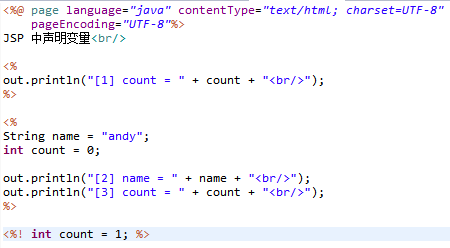 <%@ page language="java" contentType="text/html; charset=UTF-8"
pageEncoding="UTF-8"%>
JSP 中声明变量<br/>
<%
out.println("[1] count = " + count + "<br/>");
%>
<%
String name = "andy";
int count = 0;
out.println("[2] name = " + name + "<br/>");
out.println("[3] count = " + count + "<br/>");
%>
<%! int count = 1; %>